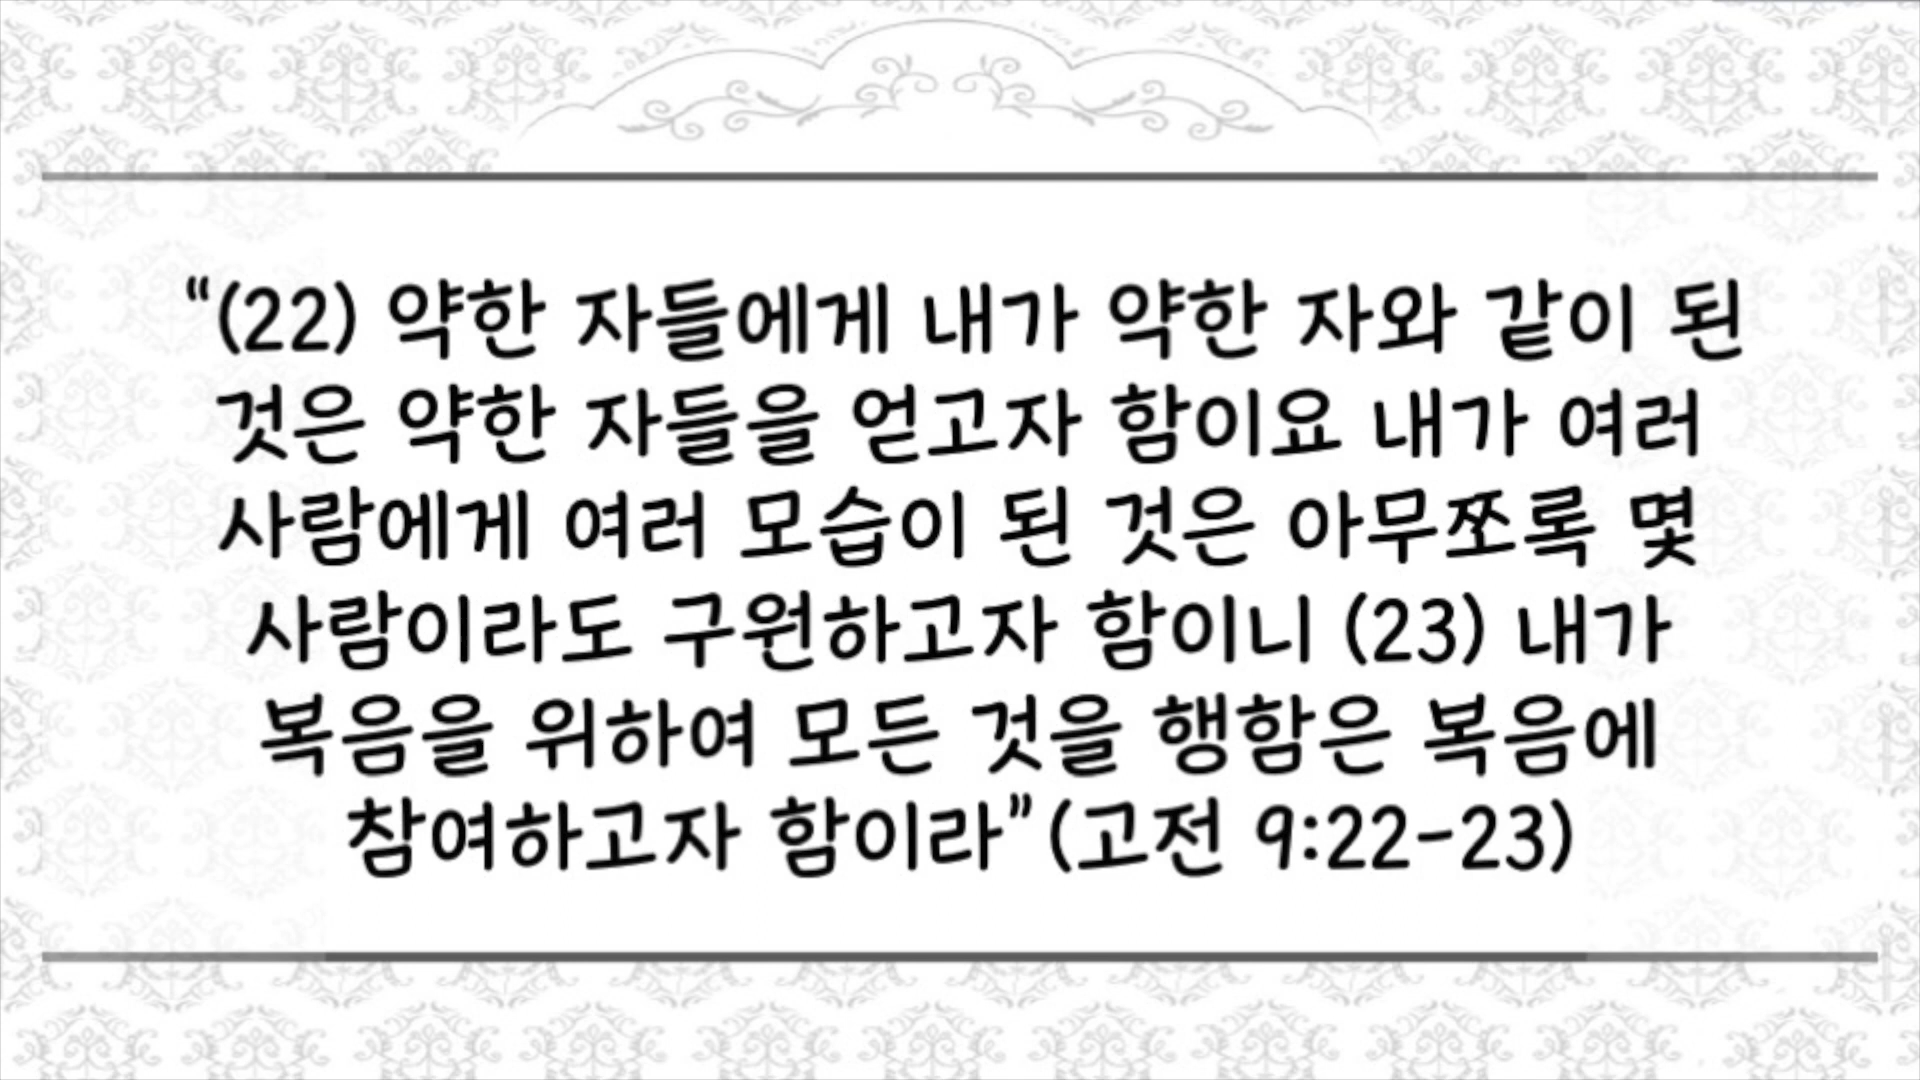 “(22) 약한 자들에게 내가 약한 자와 같이 된
것은 약한 자들을 얻고자 함이요 내가 여러
사람에게 여러 모습이 된 것은 아무쪼록 몇
사람이라도 구원하고자 함이니 (23) 내가
복음을 위하여 모든 것을 행함은 복음에
참여하고자 함이라”(고전 9:22-23)